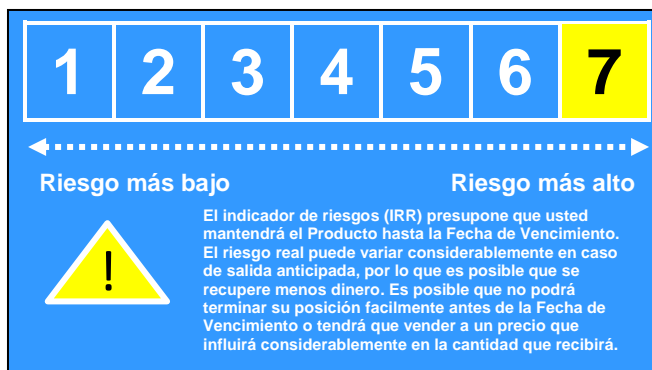 1 2 3 4 5 6 7
Riesgo más bajo Riesgo más alto
!
El indicador de riesgos (IRR) presupone que usted
mantendrá el Producto hasta la Fecha de Vencimiento.
El riesgo real puede variar considerablemente en caso
de salida anticipada, por lo que es posible que se
recupere menos dinero. Es posible que no podrá
terminar su posición facilmente antes de la Fecha de
Vencimiento o tendrá que vender a un precio que
influirá considerablemente en la cantidad que recibirá.